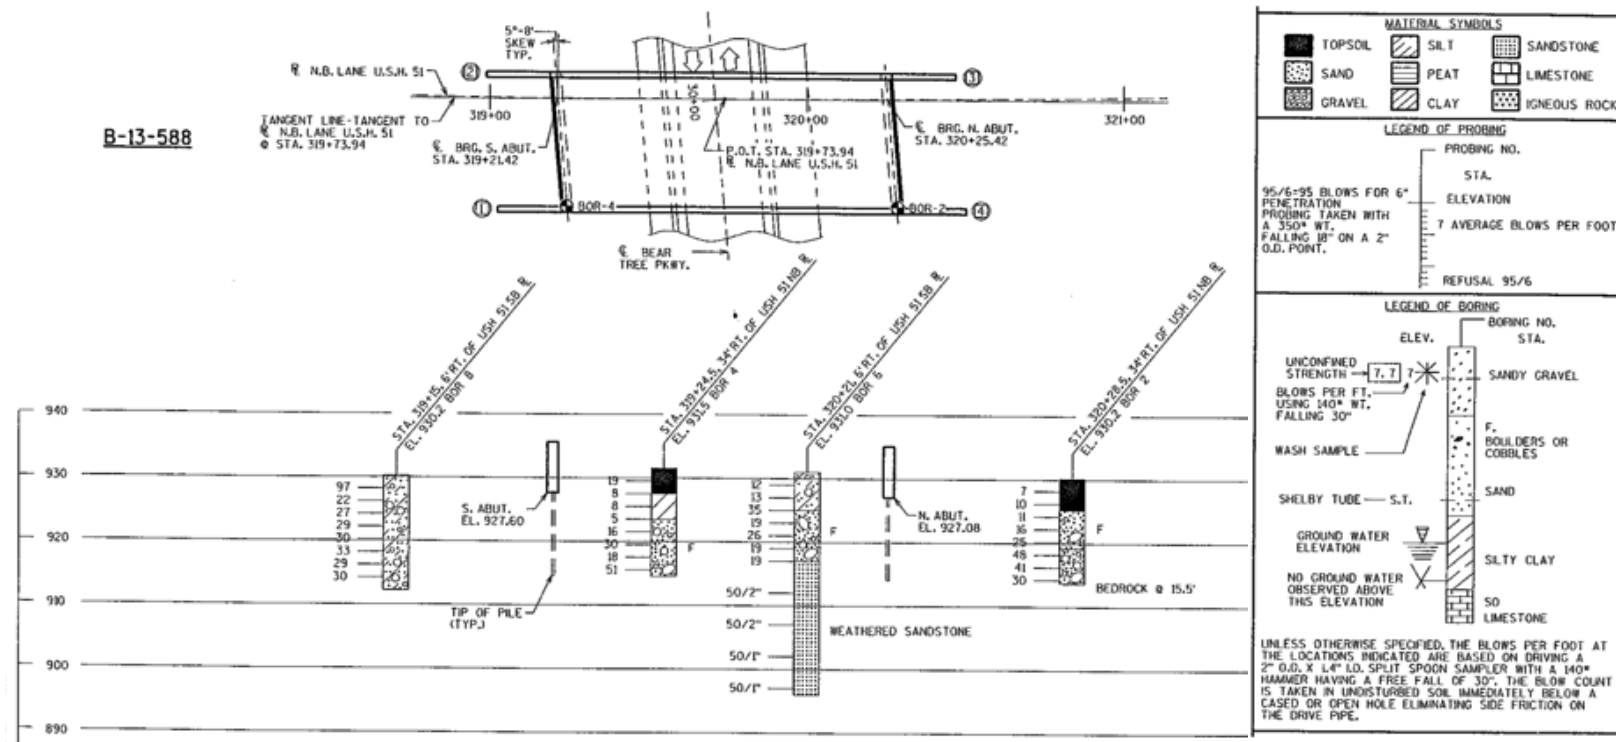 B-13-588
5°-8'
SKEW
TYP.
℞ N.B. LANE U.S.H. 51
2
3
319+00
30+00
320+00
321+00
TANGENT LINE-TANGENT TO
℞ N.B. LANE U.S.H. 51
@ STA. 319+73.94
℄ BRG. S. ABUT.
STA. 319+21.42
P.O.T. STA. 319+73.94
℞ N.B. LANE U.S.H. 51
℄ BRG. N. ABUT.
STA. 320+25.42
1
BOR-4
BOR-2
4
℄ BEAR
TREE PKWY.
STA. 319+15, 6' RT. OF USH 51 SB ℞
EL. 930.2 BOR 8
STA. 319+24.5, 34' RT. OF USH 51 NB ℞
EL. 931.5 BOR 4
STA. 320+21, 6' RT. OF USH 51 SB ℞
EL. 931.0 BOR 6
STA. 320+28.5, 34' RT. OF USH 51 NB ℞
EL. 930.2 BOR 2
940
930
920
910
900
890
97
22
27
29
30
33
29
30
S. ABUT.
EL. 927.60
TIP OF PILE
(TYP.)
19
8
8
5
16
30
18
51
F
12
13
35
19
26
19
19
50/2"
50/2"
50/1"
50/1"
F
WEATHERED SANDSTONE
N. ABUT.
EL. 927.08
7
10
11
16
25
48
41
30
F
BEDROCK @ 15.5'
MATERIAL SYMBOLS
TOPSOIL
SILT
SANDSTONE
SAND
PEAT
LIMESTONE
GRAVEL
CLAY
IGNEOUS ROCK
LEGEND OF PROBING
PROBING NO.
STA.
ELEVATION
7 AVERAGE BLOWS PER FOOT
REFUSAL 95/6
95/6=95 BLOWS FOR 6"
PENETRATION
PROBING TAKEN WITH
A 350# WT.
FALLING 18" ON A 2"
O.D. POINT.
LEGEND OF BORING
BORING NO.
ELEV.
STA.
UNCONFINED
STRENGTH
7.7
7
SANDY GRAVEL
BLOWS PER FT.
USING 140# WT.
FALLING 30"
F.
BOULDERS OR
COBBLES
WASH SAMPLE
SHELBY TUBE
S.T.
SAND
GROUND WATER
ELEVATION
SILTY CLAY
NO GROUND WATER
OBSERVED ABOVE
THIS ELEVATION
SO
LIMESTONE
UNLESS OTHERWISE SPECIFIED, THE BLOWS PER FOOT AT
THE LOCATIONS INDICATED ARE BASED ON DRIVING A
2" O.D. X 1.4" I.D. SPLIT SPOON SAMPLER WITH A 140#
HAMMER HAVING A FREE FALL OF 30". THE BLOW COUNT
IS TAKEN IN UNDISTURBED SOIL IMMEDIATELY BELOW A
CASED OR OPEN HOLE ELIMINATING SIDE FRICTION ON
THE DRIVE PIPE.